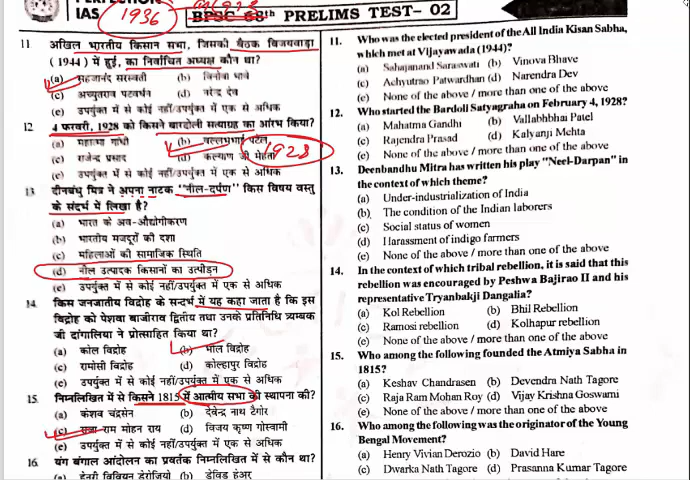 IAS
1936
BPSC 68th PRELIMS TEST- 02
11. अखिल भारतीय किसान सभा, जिसकी बैठक विजयवाड़ा
(1944) में हुई, का निर्वाचित अध्यक्ष कौन था?
(a) सहजानंद सरस्वती (b) विनोबा भावे
(c) अच्युतराव पटवर्धन (d) नरेन्द्र देव
(e) उपर्युक्त में से कोई नहीं/उपर्युक्त में एक से अधिक
12. 4 फरवरी, 1928 को किसने बारदोली सत्याग्रह का आरंभ किया?
(a) महात्मा गाँधी (b) वल्लभभाई पटेल
1928
(c) राजेन्द्र प्रसाद (d) कल्याण जी मेहता
(e) उपर्युक्त में से कोई नहीं/उपर्युक्त में एक से अधिक
13. दीनबंधु मित्र ने अपना नाटक "नील-दर्पण" किस विषय वस्तु
के संदर्भ में लिखा है?
(a) भारत के अव-औद्योगीकरण
(b) भारतीय मजदूरों की दशा
(c) महिलाओं की सामाजिक स्थिति
(d) नील उत्पादक किसानों का उत्पीड़न
(e) उपर्युक्त में से कोई नहीं/उपर्युक्त में एक से अधिक
14. किस जनजातीय विद्रोह के सन्दर्भ में यह कहा जाता है कि इस
विद्रोह को पेशवा बाजीराव द्वितीय तथा उनके प्रतिनिधि त्र्यम्बक
जी दांगालिया ने प्रोत्साहित किया था?
(a) कोल विद्रोह (b) भील विद्रोह
(c) रामोसी विद्रोह (d) कोल्हापुर विद्रोह
(e) उपर्युक्त में से कोई नहीं/उपर्युक्त में एक से अधिक
15. निम्नलिखित में से किसने 1815 में आत्मीय सभा की स्थापना की?
(a) केशव चंद्रसेन (b) देवेन्द्र नाथ टैगोर
(c) राजा राम मोहन राय (d) विजय कृष्ण गोस्वामी
(e) उपर्युक्त में से कोई नहीं/उपर्युक्त में एक से अधिक
16. यंग बंगाल आंदोलन का प्रवर्तक निम्नलिखित में से कौन था?
(a) हेनरी विवियन डेरोजियो (b) डेविड हेअर
11. Who was the elected president of the All India Kisan Sabha,
which met at Vijayawada (1944)?
(a) Sahajanand Saraswati (b) Vinova Bhave
(c) Achyutrao Patwardhan (d) Narendra Dev
(e) None of the above / more than one of the above
12. Who started the Bardoli Satyagraha on February 4, 1928?
(a) Mahatma Gandhi (b) Vallabhbhai Patel
(c) Rajendra Prasad (d) Kalyanji Mehta
(e) None of the above / more than one of the above
13. Deenbandhu Mitra has written his play "Neel-Darpan" in
the context of which theme?
(a) Under-industrialization of India
(b) The condition of the Indian laborers
(c) Social status of women
(d) Harassment of indigo farmers
(e) None of the above / more than one of the above
14. In the context of which tribal rebellion, it is said that this
rebellion was encouraged by Peshwa Bajirao II and his
representative Tryanbakji Dangalia?
(a) Kol Rebellion (b) Bhil Rebellion
(c) Ramosi rebellion (d) Kolhapur rebellion
(e) None of the above / more than one of the above
15. Who among the following founded the Atmiya Sabha in
1815?
(a) Keshav Chandrasen (b) Devendra Nath Tagore
(c) Raja Ram Mohan Roy (d) Vijay Krishna Goswami
(e) None of the above / more than one of the above
16. Who among the following was the originator of the Young
Bengal Movement?
(a) Henry Vivian Derozio (b) David Hare
(c) Dwarka Nath Tagore (d) Prasanna Kumar Tagore